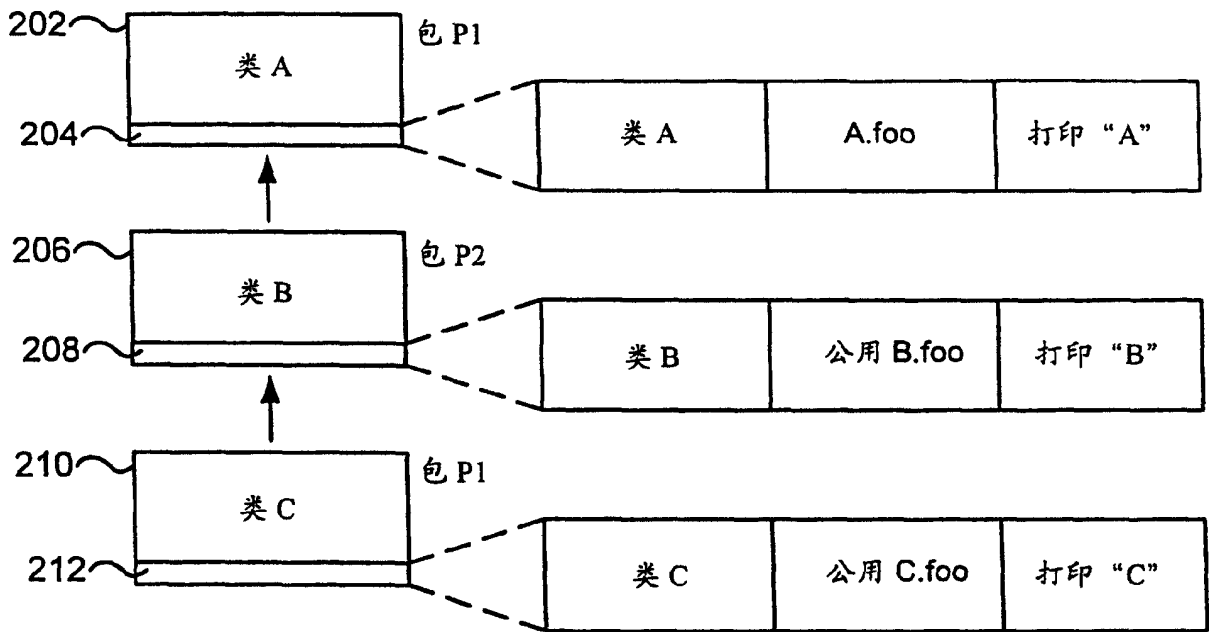 202
包 P1
类 A
204
类 A
A.foo
打印 “A”
206
包 P2
类 B
208
类 B
公用 B.foo
打印 “B”
210
包 P1
类 C
212
类 C
公用 C.foo
打印 “C”